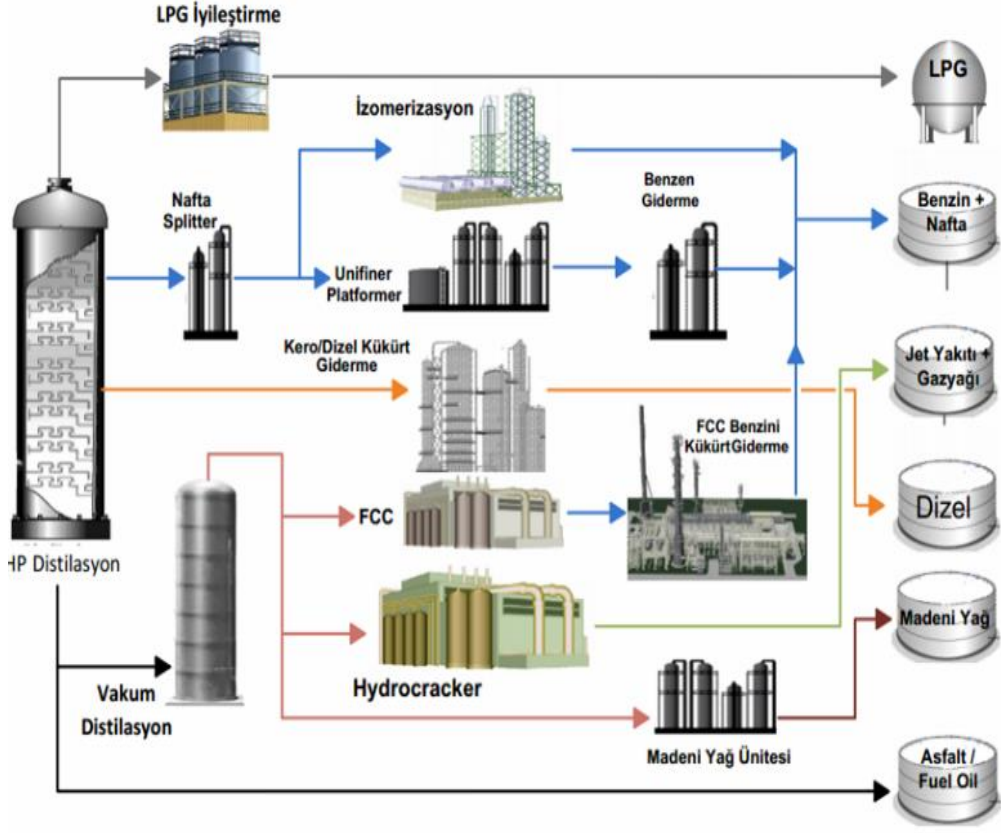 LPG İyileştirme
LPG
İzomerizasyon
Nafta
Splitter
Benzen
Giderme
Benzin +
Nafta
Unifiner
Platformer
Kero/Dizel Kükürt
Giderme
Jet Yakıtı +
Gazyağı
FCC Benzini
KükürtGiderme
FCC
Dizel
HP Distilasyon
Madeni Yağ
Hydrocracker
Vakum
Distilasyon
Madeni Yağ Ünitesi
Asfalt /
Fuel Oil